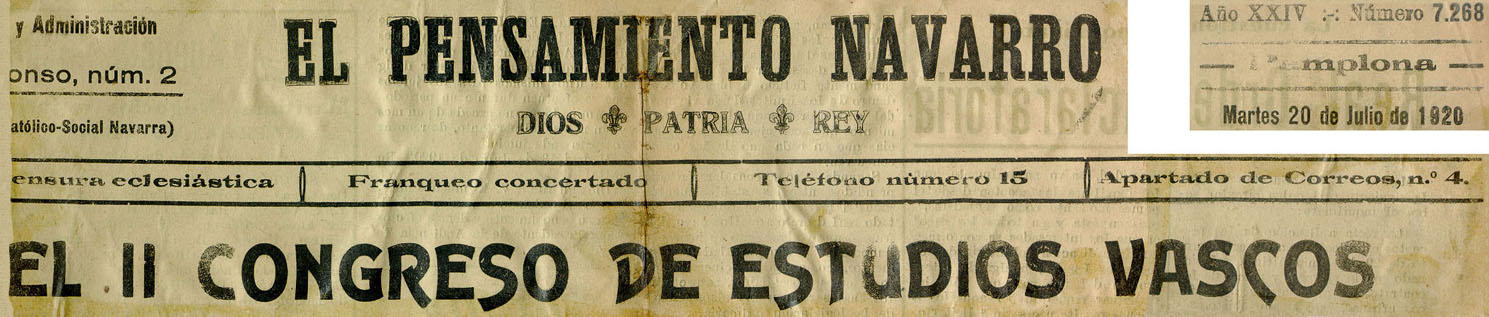 y Administración
onso, núm. 2
atólico-Social Navarra)
EL PENSAMIENTO NAVARRO
DIOS PATRIA REY
Año XXIV :-: Número 7.268
Pamplona
Martes 20 de Julio de 1920
ensura eclesiástica Franqueo concertado Teléfono número 15 Apartado de Correos, n.º 4.
EL II CONGRESO DE ESTUDIOS VASCOS